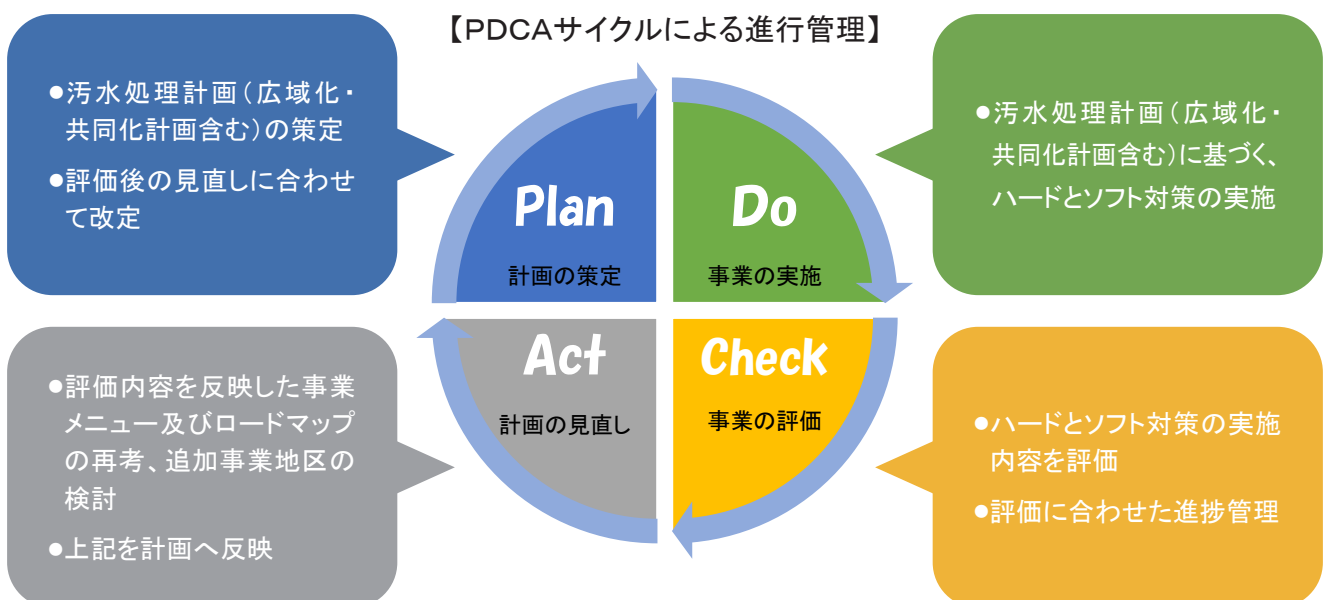 【PDCAサイクルによる進行管理】
●汚水処理計画（広域化・
共同化計画含む）の策定
●評価後の見直しに合わせ
て改定
Plan
計画の策定
Do
事業の実施
●汚水処理計画（広域化・
共同化計画含む）に基づく、
ハードとソフト対策の実施
●評価内容を反映した事業
メニュー及びロードマップ
の再考、追加事業地区の
検討
●上記を計画へ反映
Act
計画の見直し
Check
事業の評価
●ハードとソフト対策の実施
内容を評価
●評価に合わせた進捗管理